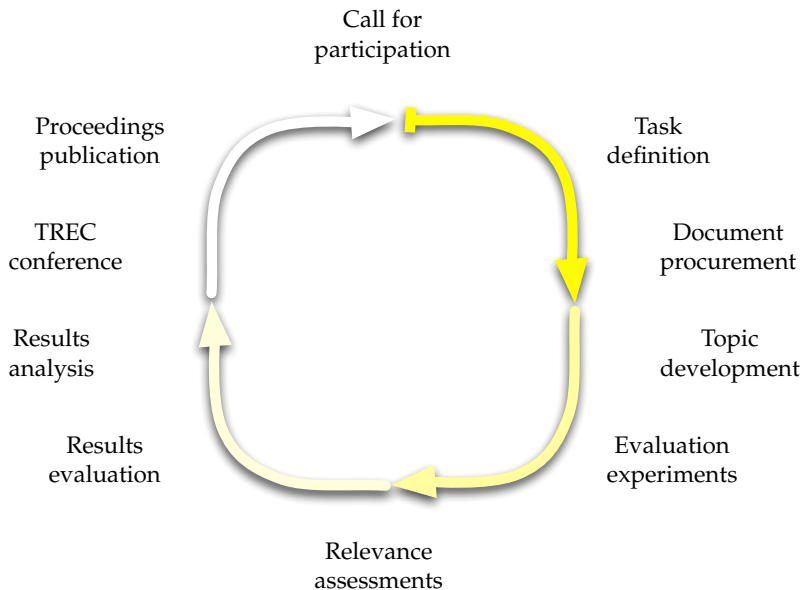 Call for
participation
Task
definition
Document
procurement
Topic
development
Evaluation
experiments
Relevance
assessments
Results
evaluation
Results
analysis
TREC
conference
Proceedings
publication